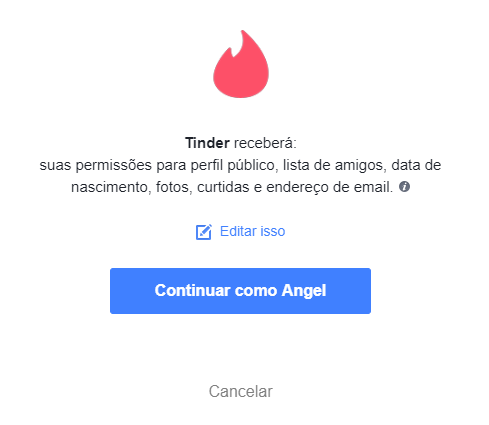 Tinder receberá:
suas permissões para perfil público, lista de amigos, data de
nascimento, fotos, curtidas e endereço de email.
Editar isso
Continuar como Angel
Cancelar